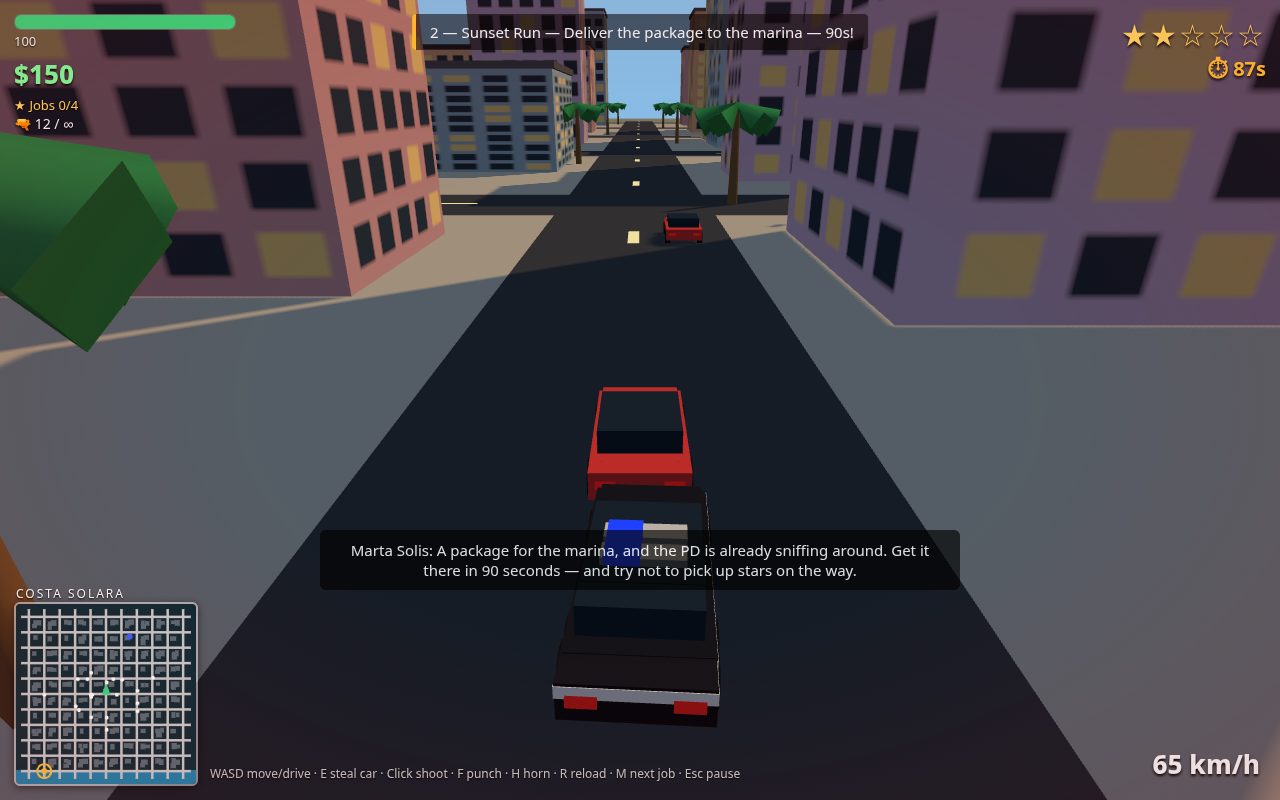 2 — Sunset Run — Deliver the package to the marina — 90s!
100
$150
★ Jobs 0/4
12 / ∞
★★☆☆☆
⏱ 87s
Marta Solis: A package for the marina, and the PD is already sniffing around. Get it
there in 90 seconds — and try not to pick up stars on the way.
COSTA SOLARA
WASD move/drive · E steal car · Click shoot · F punch · H horn · R reload · M next job · Esc pause
65 km/h